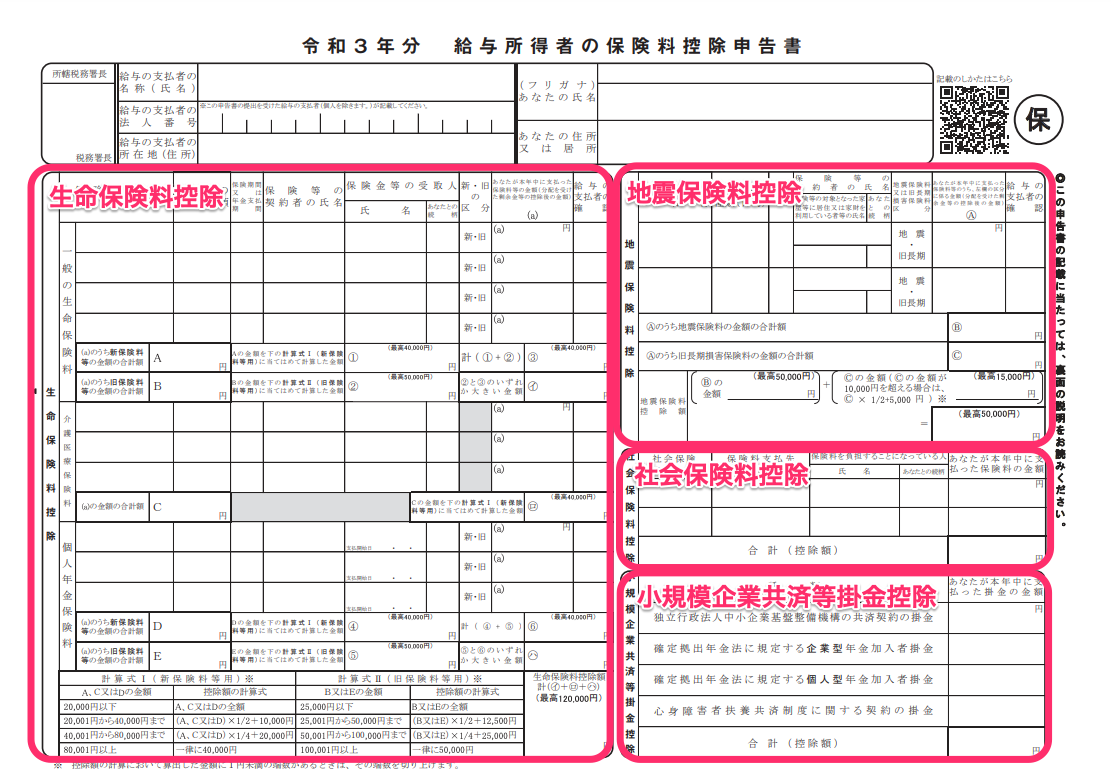 令和３年分 給与所得者の保険料控除申告書
所轄税務署長
税務署長
給与の支払者の
名称（氏名）
※この申告書の提出を受けた給与の支払者（個人を除きます。）が記載してください。
給与の支払者の
法人番号
給与の支払者の
所在地（住所）
（フリガナ）
あなたの氏名
あなたの住所
又は居所
記載のしかたはこちら
保
◎この申告書の記載に当たっては、裏面の説明をお読みください。
生命保険料控除
生命保険料控除
保険期間
又は
年金支払
期間
保険等の
契約者の氏名
保険金等の受取人
氏名
あなたとの
続柄
新・旧
の
区分
あなたが本年中に支払った
保険料等の金額（分配を受け
た剰余金等の控除後の金額）
(a)
給与の
支払者の
確認
一般の生命保険料
新・旧 (a) 円
新・旧 (a)
新・旧 (a)
新・旧 (a)
(a)のうち新保険料
等の金額の合計額
A 円
Aの金額を下の計算式Ⅰ（新保険
料等用）に当てはめて計算した金額
① （最高40,000円） 円
計（①＋②）
③ （最高40,000円） 円
(a)のうち旧保険料
等の金額の合計額
B 円
Bの金額を下の計算式Ⅱ（旧保険
料等用）に当てはめて計算した金額
② （最高50,000円） 円
②と③のいずれ
か大きい金額
㋑ 円
介護医療保険料
(a) 円
(a)
(a)
(a)の金額の合計額
C 円
Cの金額を下の計算式Ⅰ（新保険
料等用）に当てはめて計算した金額
㋺ （最高40,000円） 円
個人年金保険料
支払開始日 ・ ・ 新・旧 (a) 円
支払開始日 ・ ・ 新・旧 (a)
支払開始日 ・ ・ 新・旧 (a)
(a)のうち新保険料
等の金額の合計額
D 円
Dの金額を下の計算式Ⅰ（新保険
料等用）に当てはめて計算した金額
④ （最高40,000円） 円
計（④＋⑤）
⑥ （最高40,000円） 円
(a)のうち旧保険料
等の金額の合計額
E 円
Eの金額を下の計算式Ⅱ（旧保険
料等用）に当てはめて計算した金額
⑤ （最高50,000円） 円
⑤と⑥のいずれ
か大きい金額
㋩ 円
計算式Ⅰ（新保険料等用）※
計算式Ⅱ（旧保険料等用）※
生命保険料控除額
計(㋑＋㋺＋㋩)
（最高120,000円）
円
A、C又はDの金額 控除額の計算式 B又はEの金額 控除額の計算式
20,000円以下 A、C又はDの全額 25,000円以下 B又はEの全額
20,001円から40,000円まで (A、C又はD)×1/2＋10,000円 25,001円から50,000円まで (B又はE)×1/2＋12,500円
40,001円から80,000円まで (A、C又はD)×1/4＋20,000円 50,001円から100,000円まで (B又はE)×1/4＋25,000円
80,001円以上 一律に40,000円 100,001円以上 一律に50,000円
※ 控除額の計算において算出した金額に１円未満の端数があるときは、その端数を切り上げます。
地震保険料控除
地震保険料控除
保険等の
契約者の氏名
保険等の対象となった家
屋等に居住又は家財を
利用している者等の氏名
あなた
との
続柄
地震保険料
又は旧長期
損害保険料
区分
あなたが本年中に支払った
保険料等のうち、左欄の区分
に係る金額（分配を受けた剰
余金等の控除後の金額）
Ⓐ
給与の
支払者の
確認
地震
・
旧長期
円
地震
・
旧長期
Ⓐのうち地震保険料の金額の合計額 Ⓑ 円
Ⓐのうち旧長期損害保険料の金額の合計額 Ⓒ 円
地震保険料
控除額
Ⓑの
金額
（最高50,000円）
円
＋
Ⓒの金額（Ⓒの金額が
10,000円を超える場合は、
Ⓒ × 1/2+5,000 円）※
（最高15,000円）
円
＝
（最高50,000円）
円
社会保険料控除
社会保険料控除
社会保険
保険料支払先
保険料を負担することになっている人
氏名
あなたとの続柄
あなたが本年中に支
払った保険料の金額
円
合計（控除額） 円
小規模企業共済等掛金控除
小規模企業共済等掛金控除
あなたが本年中に支
払った掛金の金額
独立行政法人中小企業基盤整備機構の共済契約の掛金 円
確定拠出年金法に規定する企業型年金加入者掛金
確定拠出年金法に規定する個人型年金加入者掛金
心身障害者扶養共済制度に関する契約の掛金
合計（控除額） 円